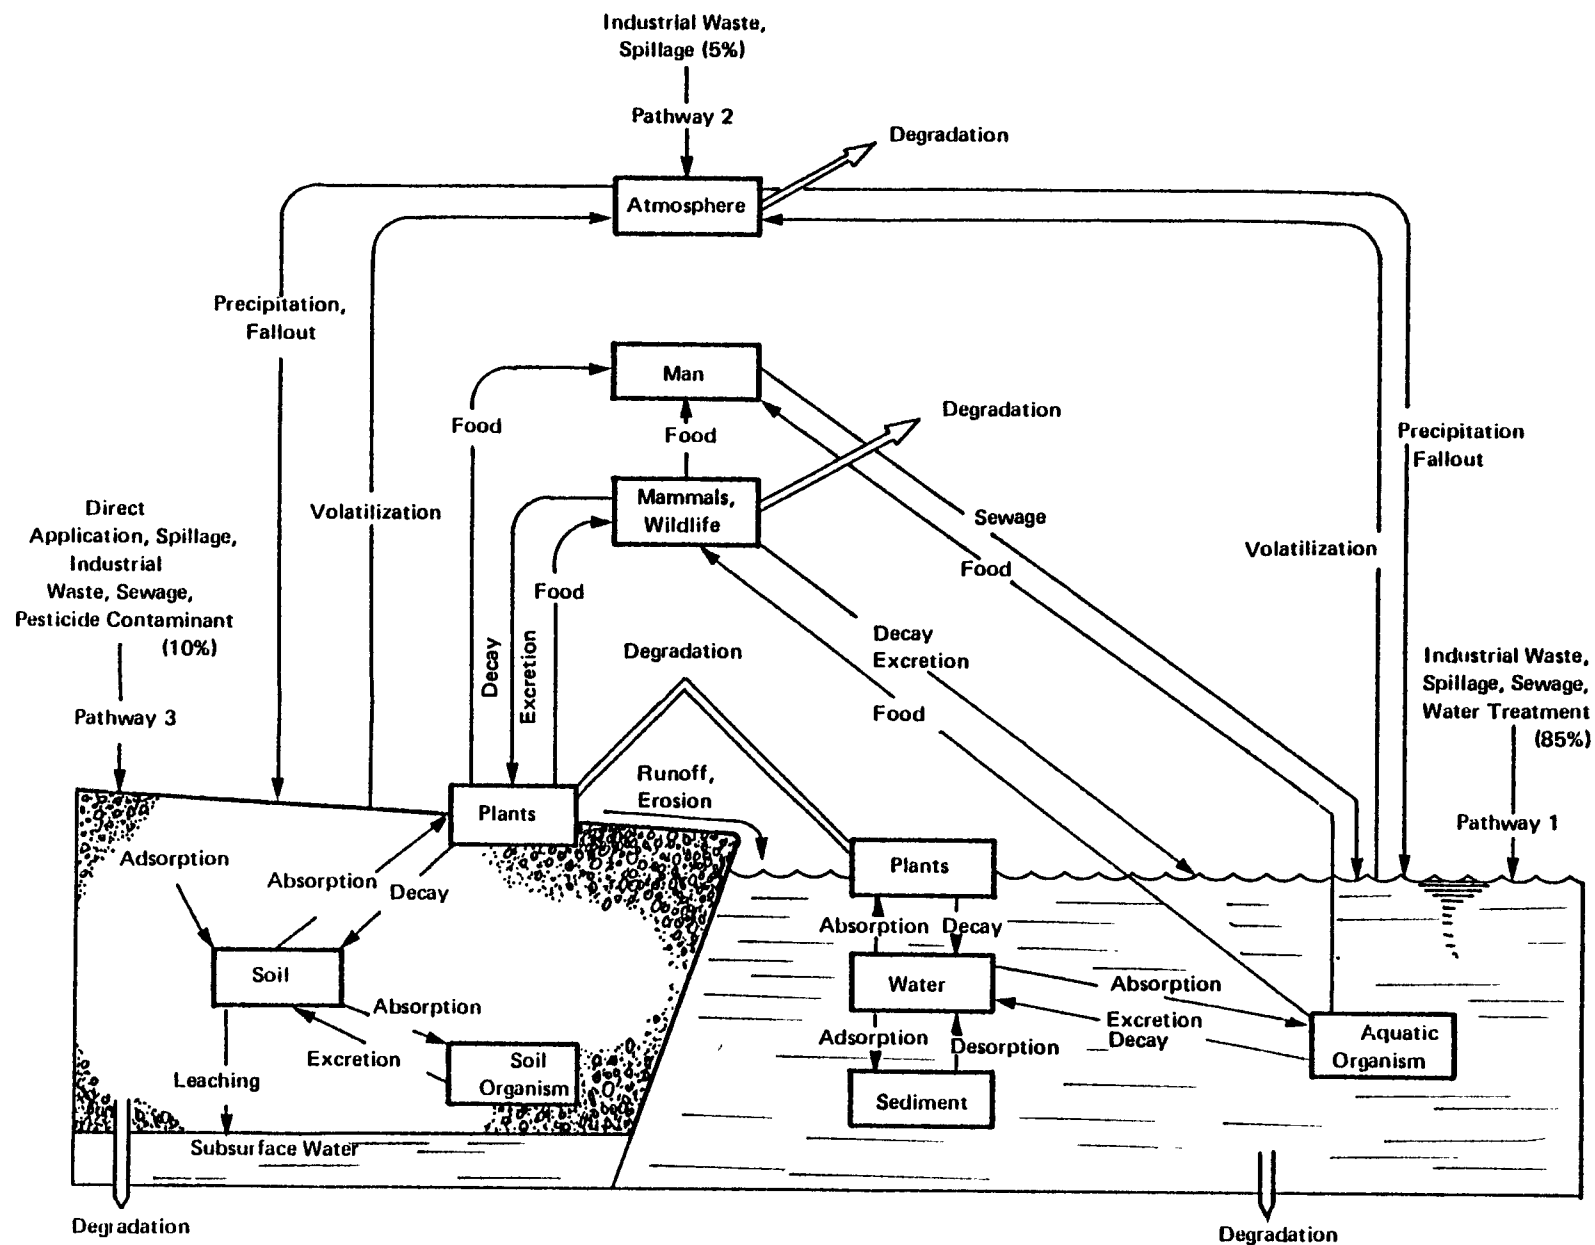 Industrial Waste,
Spillage (5%)
Pathway 2
Degradation
Atmosphere
Precipitation,
Fallout
Man
Food
Food
Degradation
Precipitation
Fallout
Volatilization
Mammals,
Wildlife
Direct
Application, Spillage,
Industrial
Waste, Sewage,
Pesticide Contaminant
(10%)
Sewage
Volatilization
Food
Food
Decay
Excretion
Degradation
Decay
Excretion
Food
Industrial Waste,
Spillage, Sewage,
Water Treatment
(85%)
Pathway 3
Runoff,
Erosion
Plants
Pathway 1
Adsorption
Absorption
Decay
Plants
Absorption
Decay
Soil
Water
Absorption
Absorption
Excretion
Decay
Excretion
Adsorption
Desorption
Aquatic
Organism
Soil
Organism
Leaching
Sediment
Subsurface Water
Degradation
Degradation